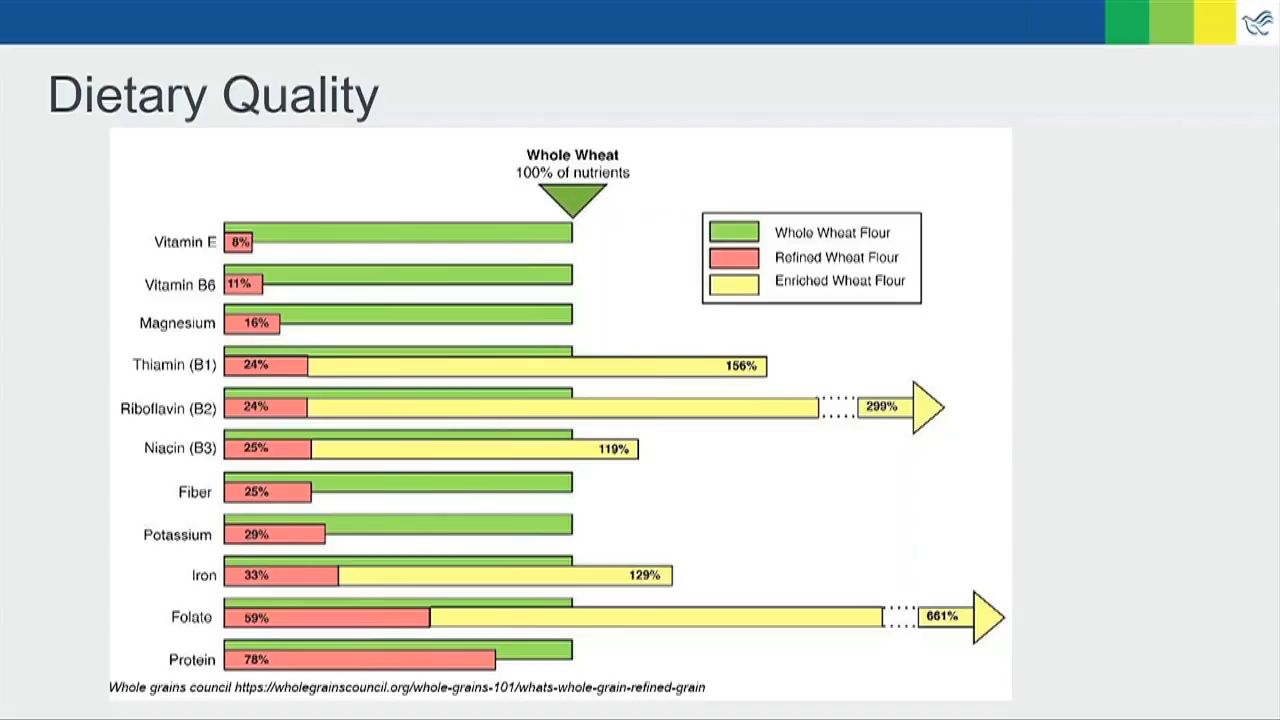 Dietary Quality
Whole Wheat
100% of nutrients
Whole Wheat Flour
Refined Wheat Flour
Enriched Wheat Flour
Vitamin E 8%
Vitamin B6 11%
Magnesium 16%
Thiamin (B1) 24% 156%
Riboflavin (B2) 24% 299%
Niacin (B3) 25% 119%
Fiber 25%
Potassium 29%
Iron 33% 129%
Folate 59% 661%
Protein 78%
Whole grains council https://wholegrainscouncil.org/whole-grains-101/whats-whole-grain-refined-grain